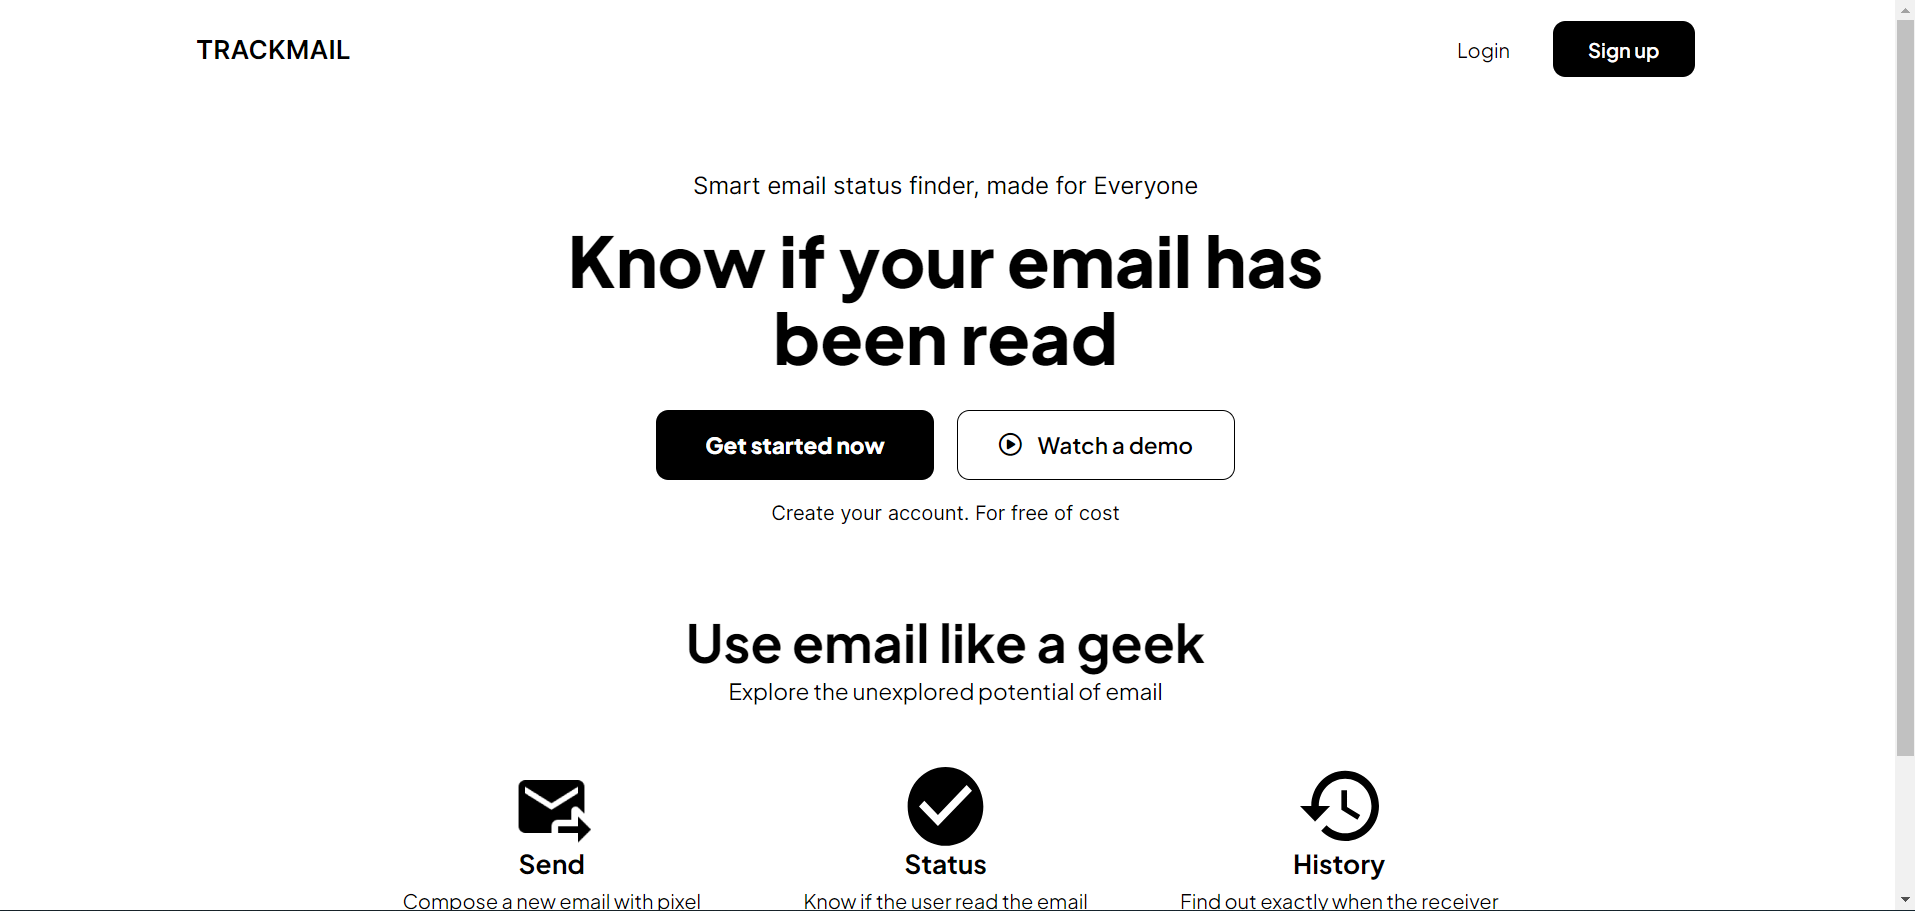 TRACKMAIL
Login
Sign up
Smart email status finder, made for Everyone
Know if your email has
been read
Get started now
Watch a demo
Create your account. For free of cost
Use email like a geek
Explore the unexplored potential of email
Send
Status
History
Compose a new email with pixel
Know if the user read the email
Find out exactly when the receiver